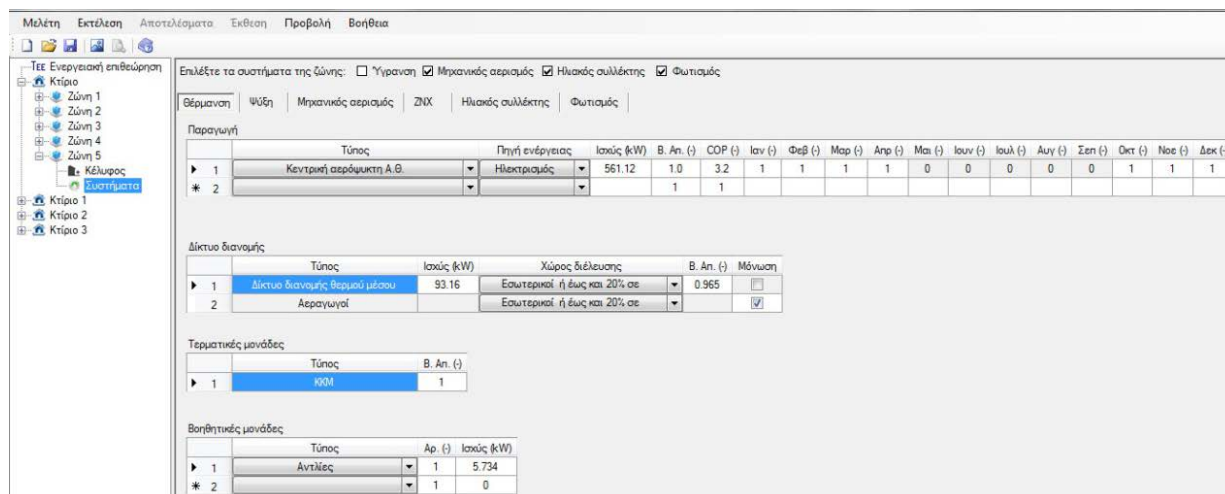 Μελέτη Εκτέλεση Αποτελέσματα Έκθεση Προβολή Βοήθεια
ΤΕΕ Ενεργειακή επιθεώρηση
Κτίριο
Ζώνη 1
Ζώνη 2
Ζώνη 3
Ζώνη 4
Ζώνη 5
Κέλυφος
Συστήματα
Κτίριο 1
Κτίριο 2
Κτίριο 3
Επιλέξτε τα συστήματα της ζώνης: Ύγρανση Μηχανικός αερισμός Ηλιακός συλλέκτης Φωτισμός
Θέρμανση Ψύξη Μηχανικός αερισμός ΖΝΧ Ηλιακός συλλέκτης Φωτισμός
Παραγωγή
Τύπος Πηγή ενέργειας Ισχύς (kW) Β. Απ. (-) COP (-) Ιαν (-) Φεβ (-) Μαρ (-) Απρ (-) Μαι (-) Ιουν (-) Ιουλ (-) Αυγ (-) Σεπ (-) Οκτ (-) Νοε (-) Δεκ (-
1 Κεντρική αερόψυκτη Α.Θ. Ηλεκτρισμός 561.12 1.0 3.2 1 1 1 1 0 0 0 0 0 1 1 1
* 2 1 1
Δίκτυο διανομής
Τύπος Ισχύς (kW) Χώρος διέλευσης Β. Απ. (-) Μόνωση
1 Δίκτυο διανομής θερμού μέσου 93.16 Εσωτερικοί ή έως και 20% σε 0.965
2 Αεραγωγοί Εσωτερικοί ή έως και 20% σε
Τερματικές μονάδες
Τύπος Β. Απ. (-)
1 ΚΚΜ 1
Βοηθητικές μονάδες
Τύπος Αρ. (-) Ισχύς (kW)
1 Αντλίες 1 5.734
* 2 1 0